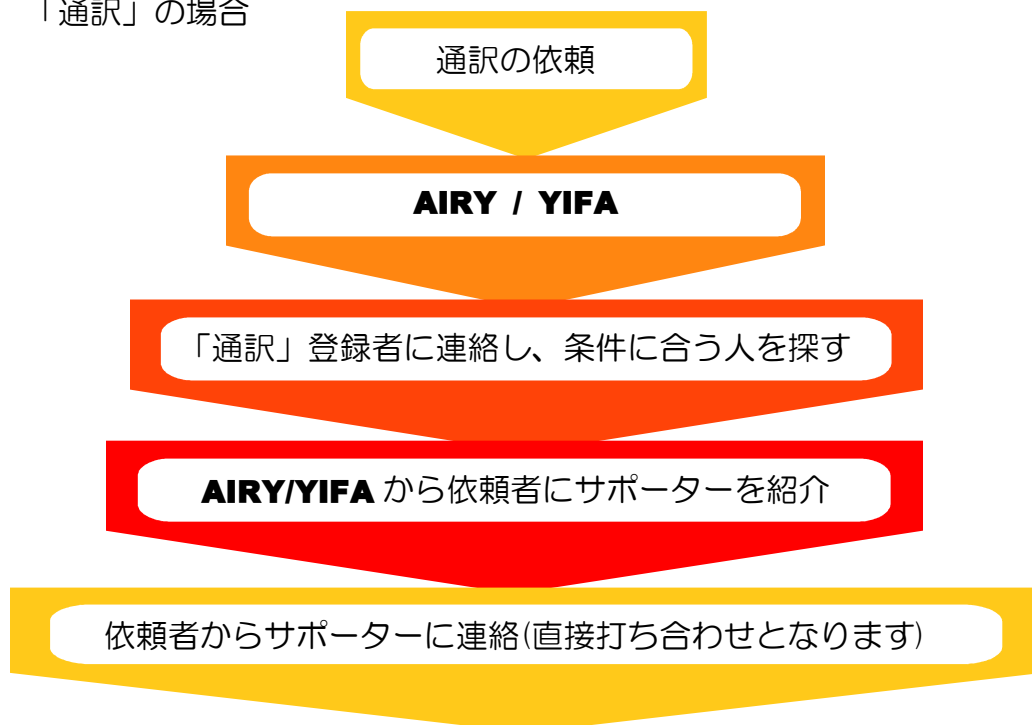 「通訳」の場合
通訳の依頼
AIRY / YIFA
「通訳」登録者に連絡し、条件に合う人を探す
AIRY/YIFA から依頼者にサポーターを紹介
依頼者からサポーターに連絡(直接打ち合わせとなります)